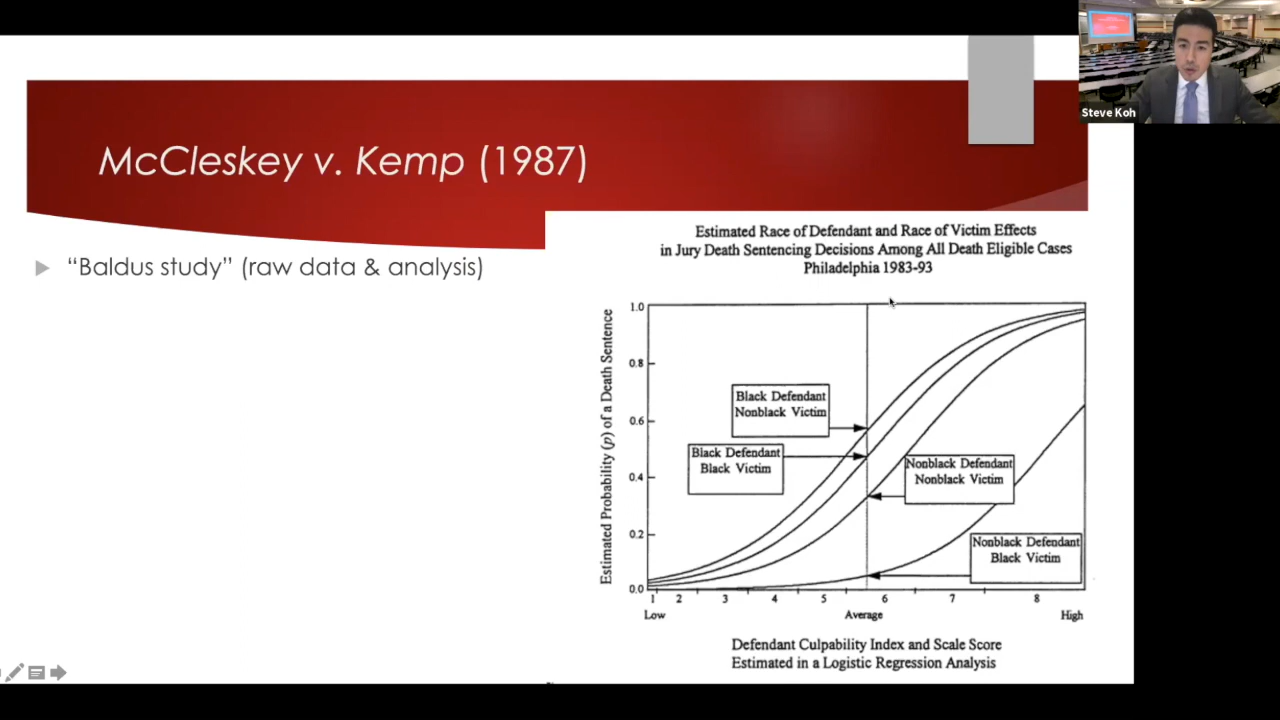 Steve Koh
McCleskey v. Kemp (1987)
“Baldus study” (raw data & analysis)
Estimated Race of Defendant and Race of Victim Effects
in Jury Death Sentencing Decisions Among All Death Eligible Cases
Philadelphia 1983-93
Estimated Probability (p) of a Death Sentence
1.0
0.8
0.6
0.4
0.2
0.0
Black Defendant
Nonblack Victim
Black Defendant
Black Victim
Nonblack Defendant
Nonblack Victim
Nonblack Defendant
Black Victim
1 2 3 4 5 6 7 8
Low Average High
Defendant Culpability Index and Scale Score
Estimated in a Logistic Regression Analysis